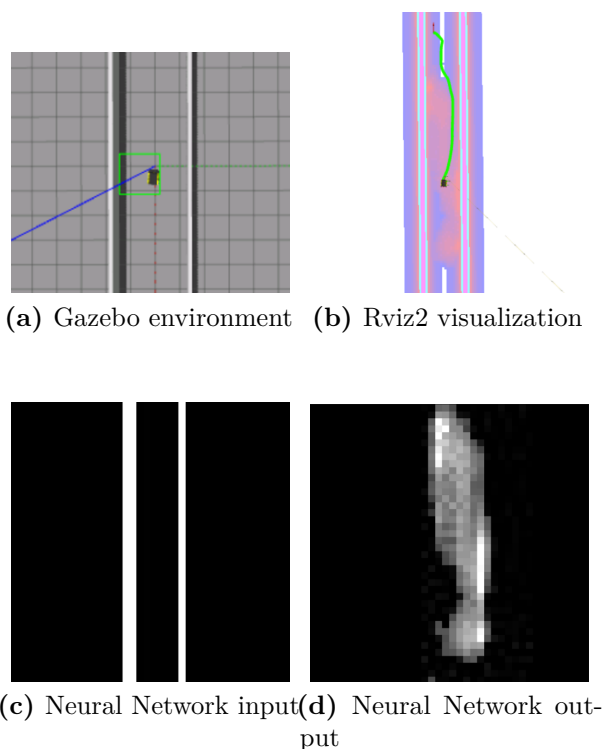 (a) Gazebo environment
(b) Rviz2 visualization
(c) Neural Network input
(d) Neural Network out-
put